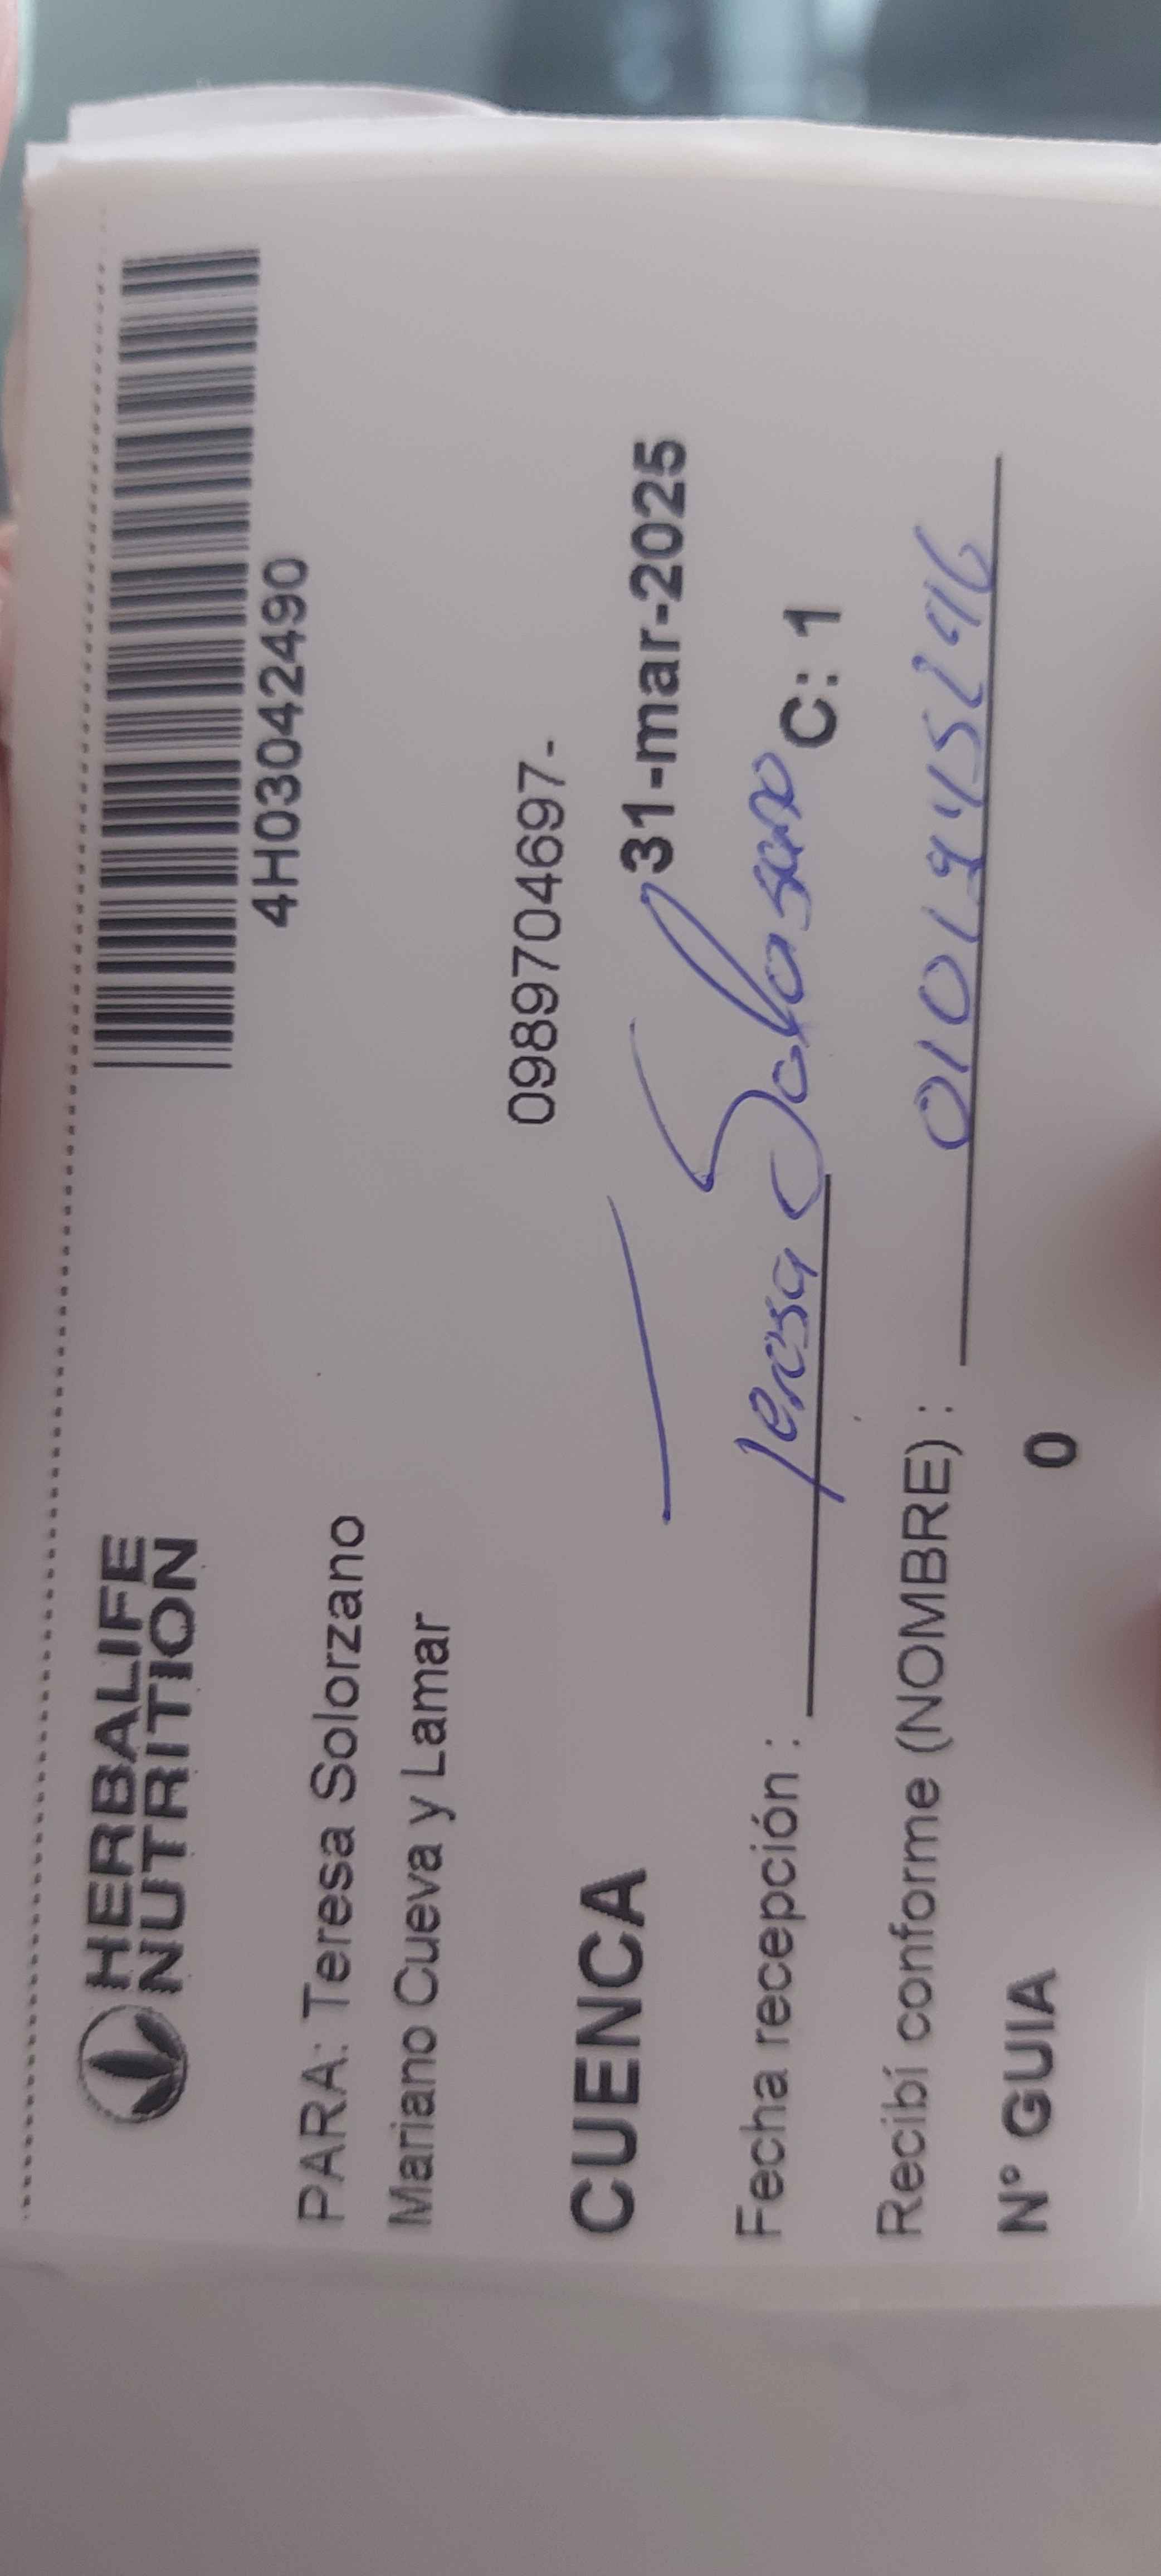 HERBALIFE
NUTRITION
4H03042490
PARA: Teresa Solorzano
Mariano Cueva y Lamar
0989704697-
CUENCA
31-mar-2025
Fecha recepción : Teresa Solorzano
C: 1
Recibí conforme (NOMBRE) : 0101945296
N° GUIA 0